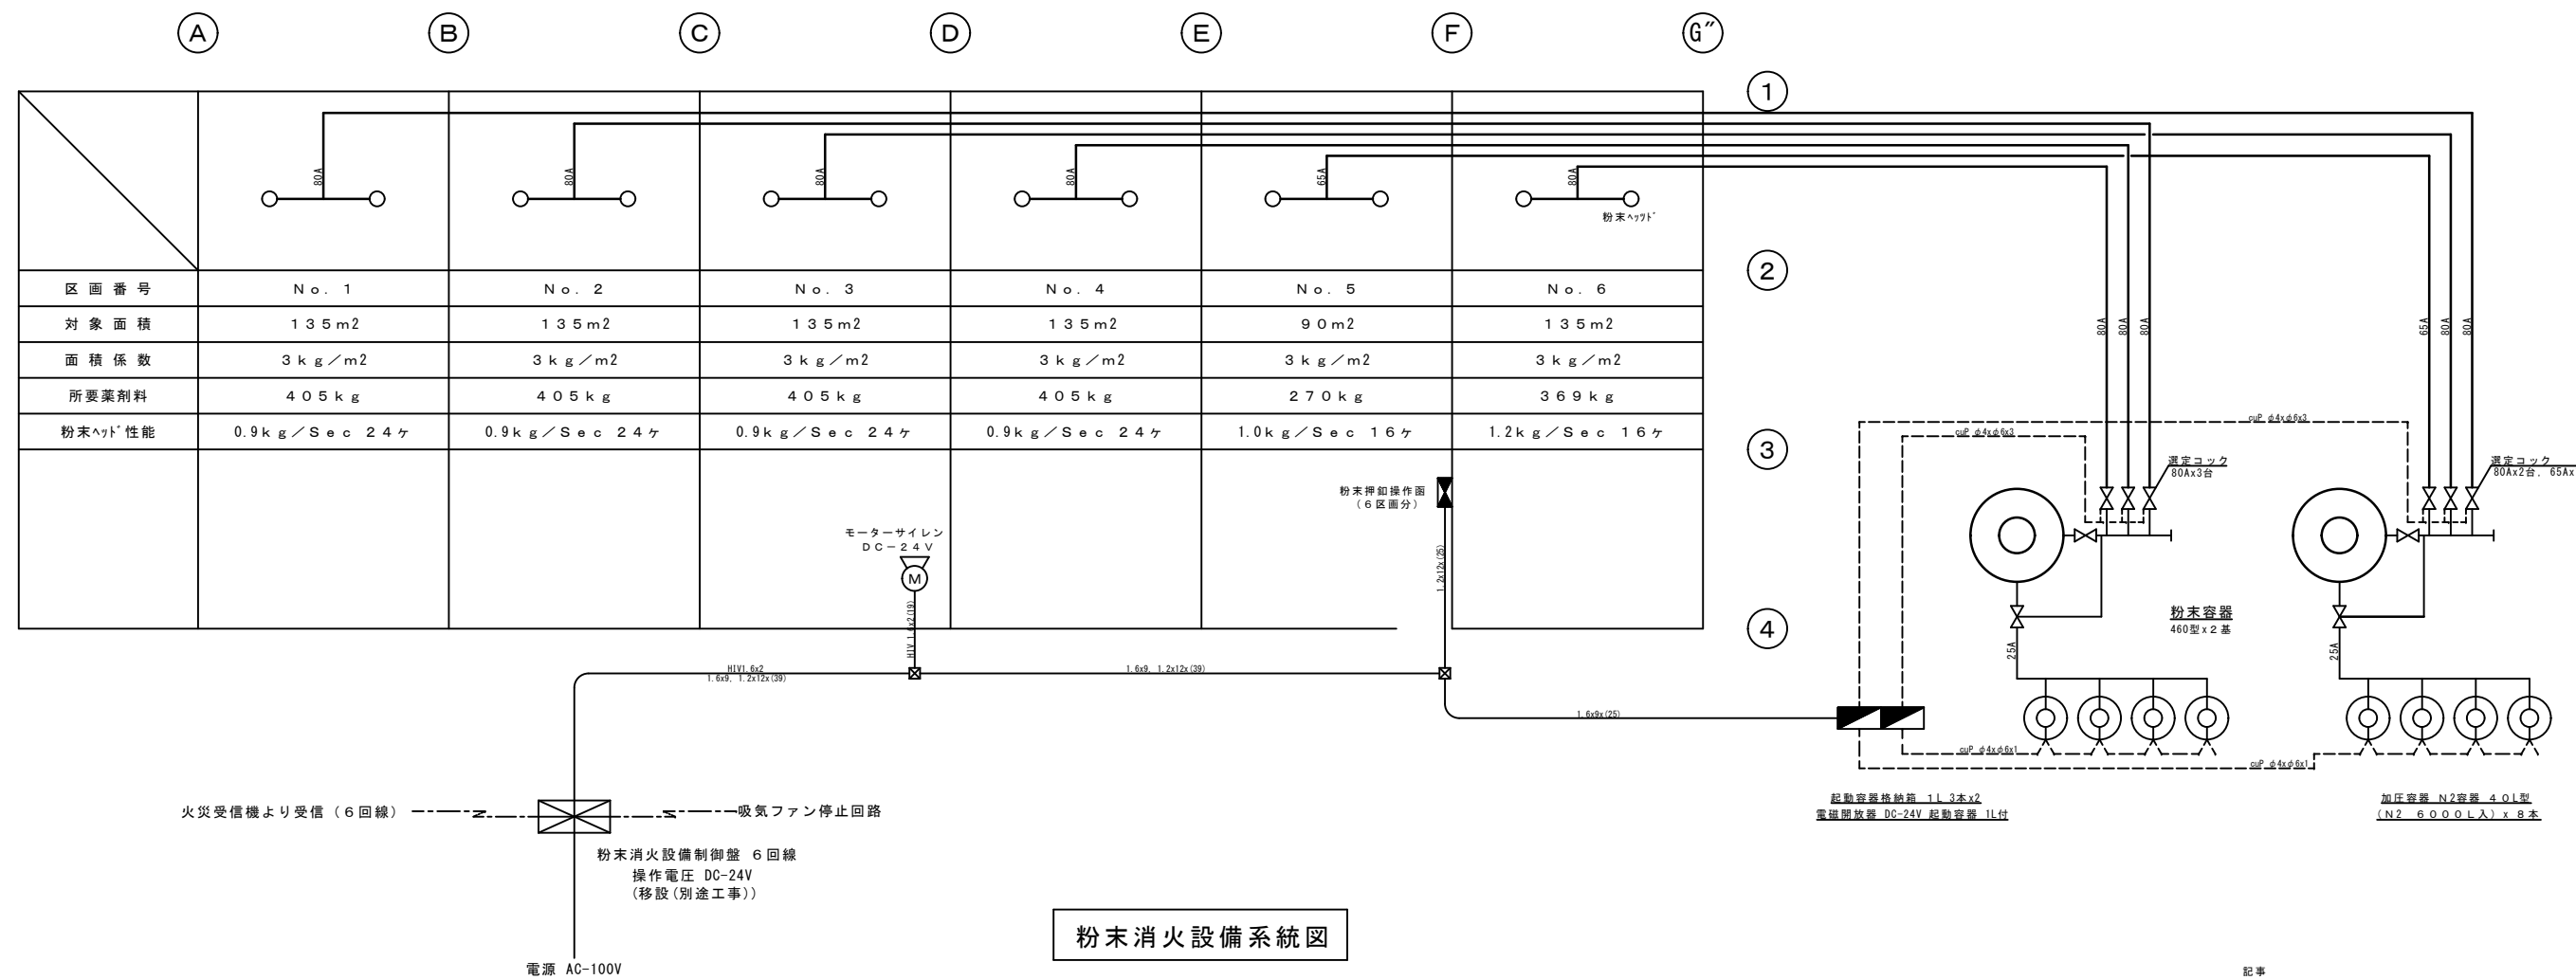 A B C D E F G″
1
80A 80A 80A 80A 65A 80A
粉末ヘッド
2
区画番号 No. 1 No. 2 No. 3 No. 4 No. 5 No. 6
対象面積 135m2 135m2 135m2 135m2 90m2 135m2
80A 80A 80A 65A 80A 80A
面積係数 3kg/m2 3kg/m2 3kg/m2 3kg/m2 3kg/m2 3kg/m2
所要薬剤料 405kg 405kg 405kg 405kg 270kg 369kg
粉末ヘッド性能 0.9kg/Sec 24ケ 0.9kg/Sec 24ケ 0.9kg/Sec 24ケ 0.9kg/Sec 24ケ 1.0kg/Sec 16ケ 1.2kg/Sec 16ケ
cuP φ4xφ6x3
cuP φ4xφ6x3
3
選定コック
80Ax3台
選定コック
80Ax2台, 65Ax
粉末押釦操作函
(6区画分)
モーターサイレン
DC-24V
M
1.2x12x(25)
HIV 1.6x2(19)
粉末容器
460型x2基
4
25A 25A
HIV1.6x2
1.6x9, 1.2x12x(39)
1.6x9, 1.2x12x(39)
1.6x9x(25)
cuP φ4xφ6x1
cuP φ4xφ6x1
起動容器格納箱 1L 3本x2
電磁開放器 DC-24V 起動容器 1L付
加圧容器 N2容器 40L型
(N2 6000L入) x 8本
火災受信機より受信(6回線)
吸気ファン停止回路
粉末消火設備制御盤 6回線
操作電圧 DC-24V
(移設(別途工事))
粉末消火設備系統図
電源 AC-100V
記事